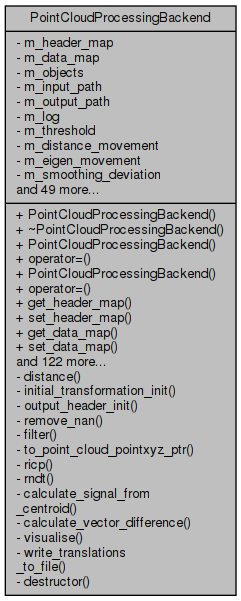 PointCloudProcessingBackend
- m_header_map
- m_data_map
- m_objects
- m_input_path
- m_output_path
- m_log
- m_threshold
- m_distance_movement
- m_eigen_movement
- m_smoothing_deviation
and 49 more...
+ PointCloudProcessingBackend()
+ ~PointCloudProcessingBackend()
+ PointCloudProcessingBackend()
+ operator=()
+ PointCloudProcessingBackend()
+ operator=()
+ get_header_map()
+ set_header_map()
+ get_data_map()
+ set_data_map()
and 122 more...
- distance()
- initial_transformation_init()
- output_header_init()
- remove_nan()
- filter()
- to_point_cloud_pointxyz_ptr()
- ricp()
- rndt()
- calculate_signal_from
_centroid()
- calculate_vector_difference()
- visualise()
- write_translations
_to_file()
- destructor()